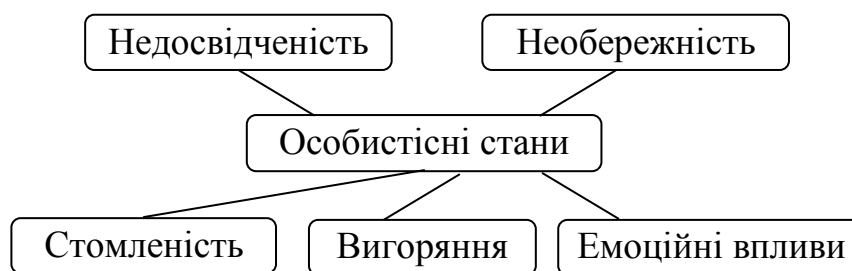 Недосвідченість
Необережність
Особистісні стани
Стомленість
Вигоряння
Емоційні впливи